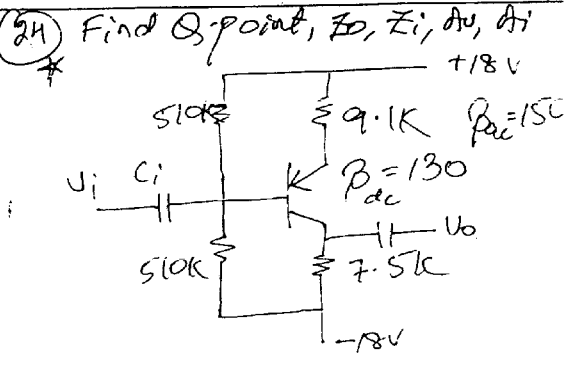 24 Find Q-point, Zo, Zi, Av, Ai
+18 V
510K
9.1K
βac=150
Vi
Ci
βdc=130
Vo
510K
7.5K
-18V